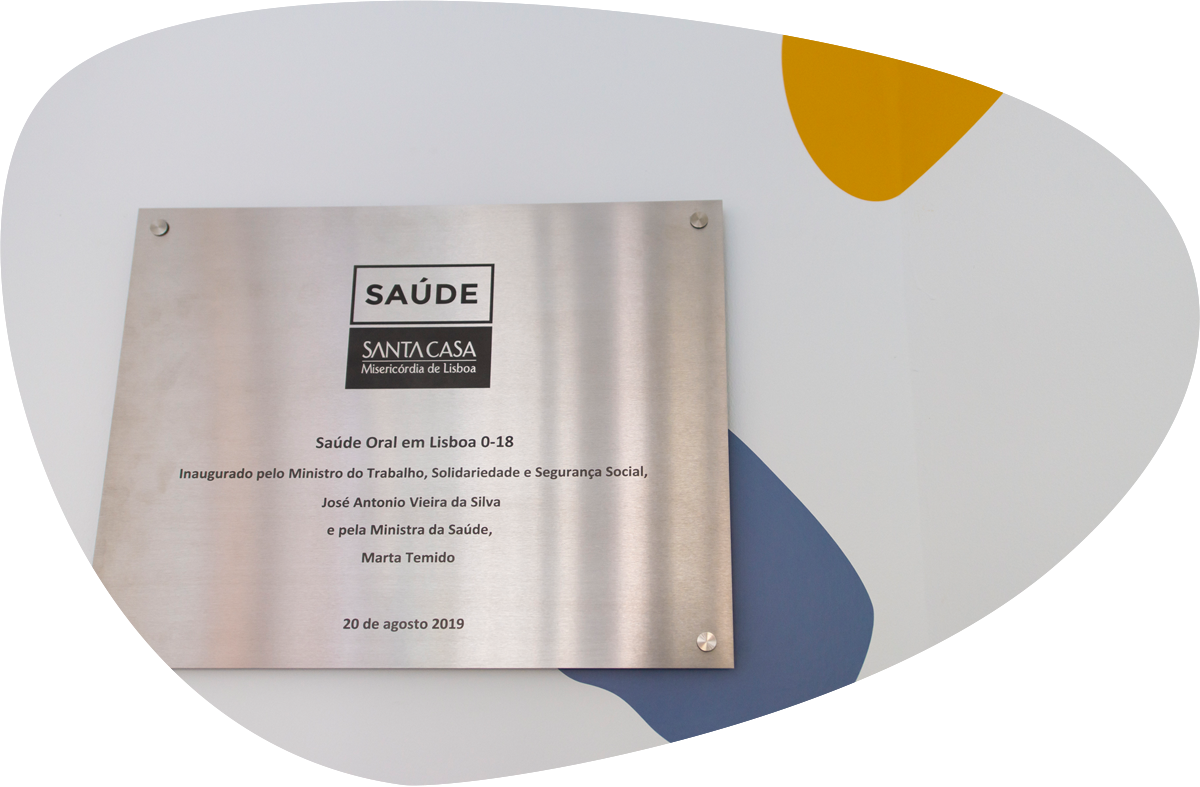 SAÚDE
SANTA CASA
Misericórdia de Lisboa
Saúde Oral em Lisboa 0-18
Inaugurado pelo Ministro do Trabalho, Solidariedade e Segurança Social,
José Antonio Vieira da Silva
e pela Ministra da Saúde,
Marta Temido
20 de agosto 2019